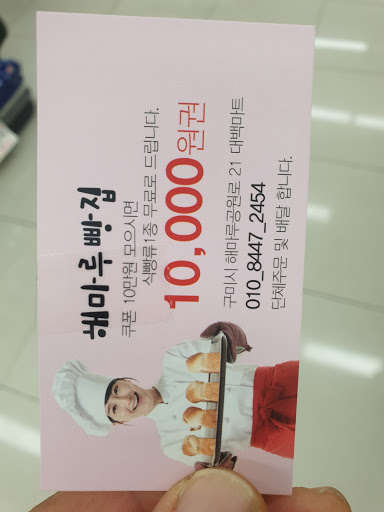 해마루빵집
쿠폰 10만원 모으시면
식빵류1종 무료로 드립니다.
10,000원권
구미시 해마루공원로 21 대백마트
010_8447_2454
단체주문 및 배달 합니다.